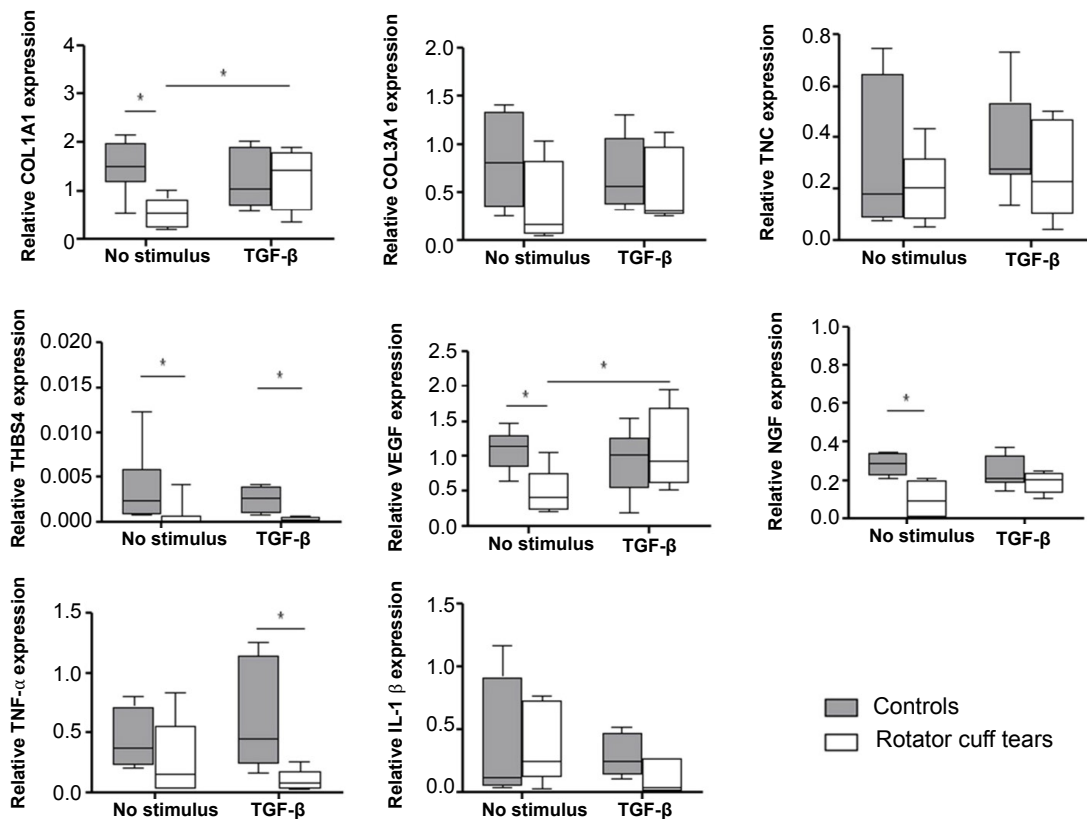 Relative COL1A1 expression
4
3
2
1
0
*
*
No stimulus
TGF-β
Relative COL3A1 expression
2.0
1.5
1.0
0.5
0.0
No stimulus
TGF-β
Relative TNC expression
0.8
0.6
0.4
0.2
0.0
No stimulus
TGF-β
Relative THBS4 expression
0.020
0.015
0.010
0.005
0.000
*
*
No stimulus
TGF-β
Relative VEGF expression
2.5
2.0
1.5
1.0
0.5
0.0
*
*
No stimulus
TGF-β
Relative NGF expression
1.0
0.8
0.6
0.4
0.2
0.0
*
No stimulus
TGF-β
Relative TNF-α expression
1.5
1.0
0.5
0.0
*
No stimulus
TGF-β
Relative IL-1 β expression
1.5
1.0
0.5
0.0
No stimulus
TGF-β
Controls
Rotator cuff tears